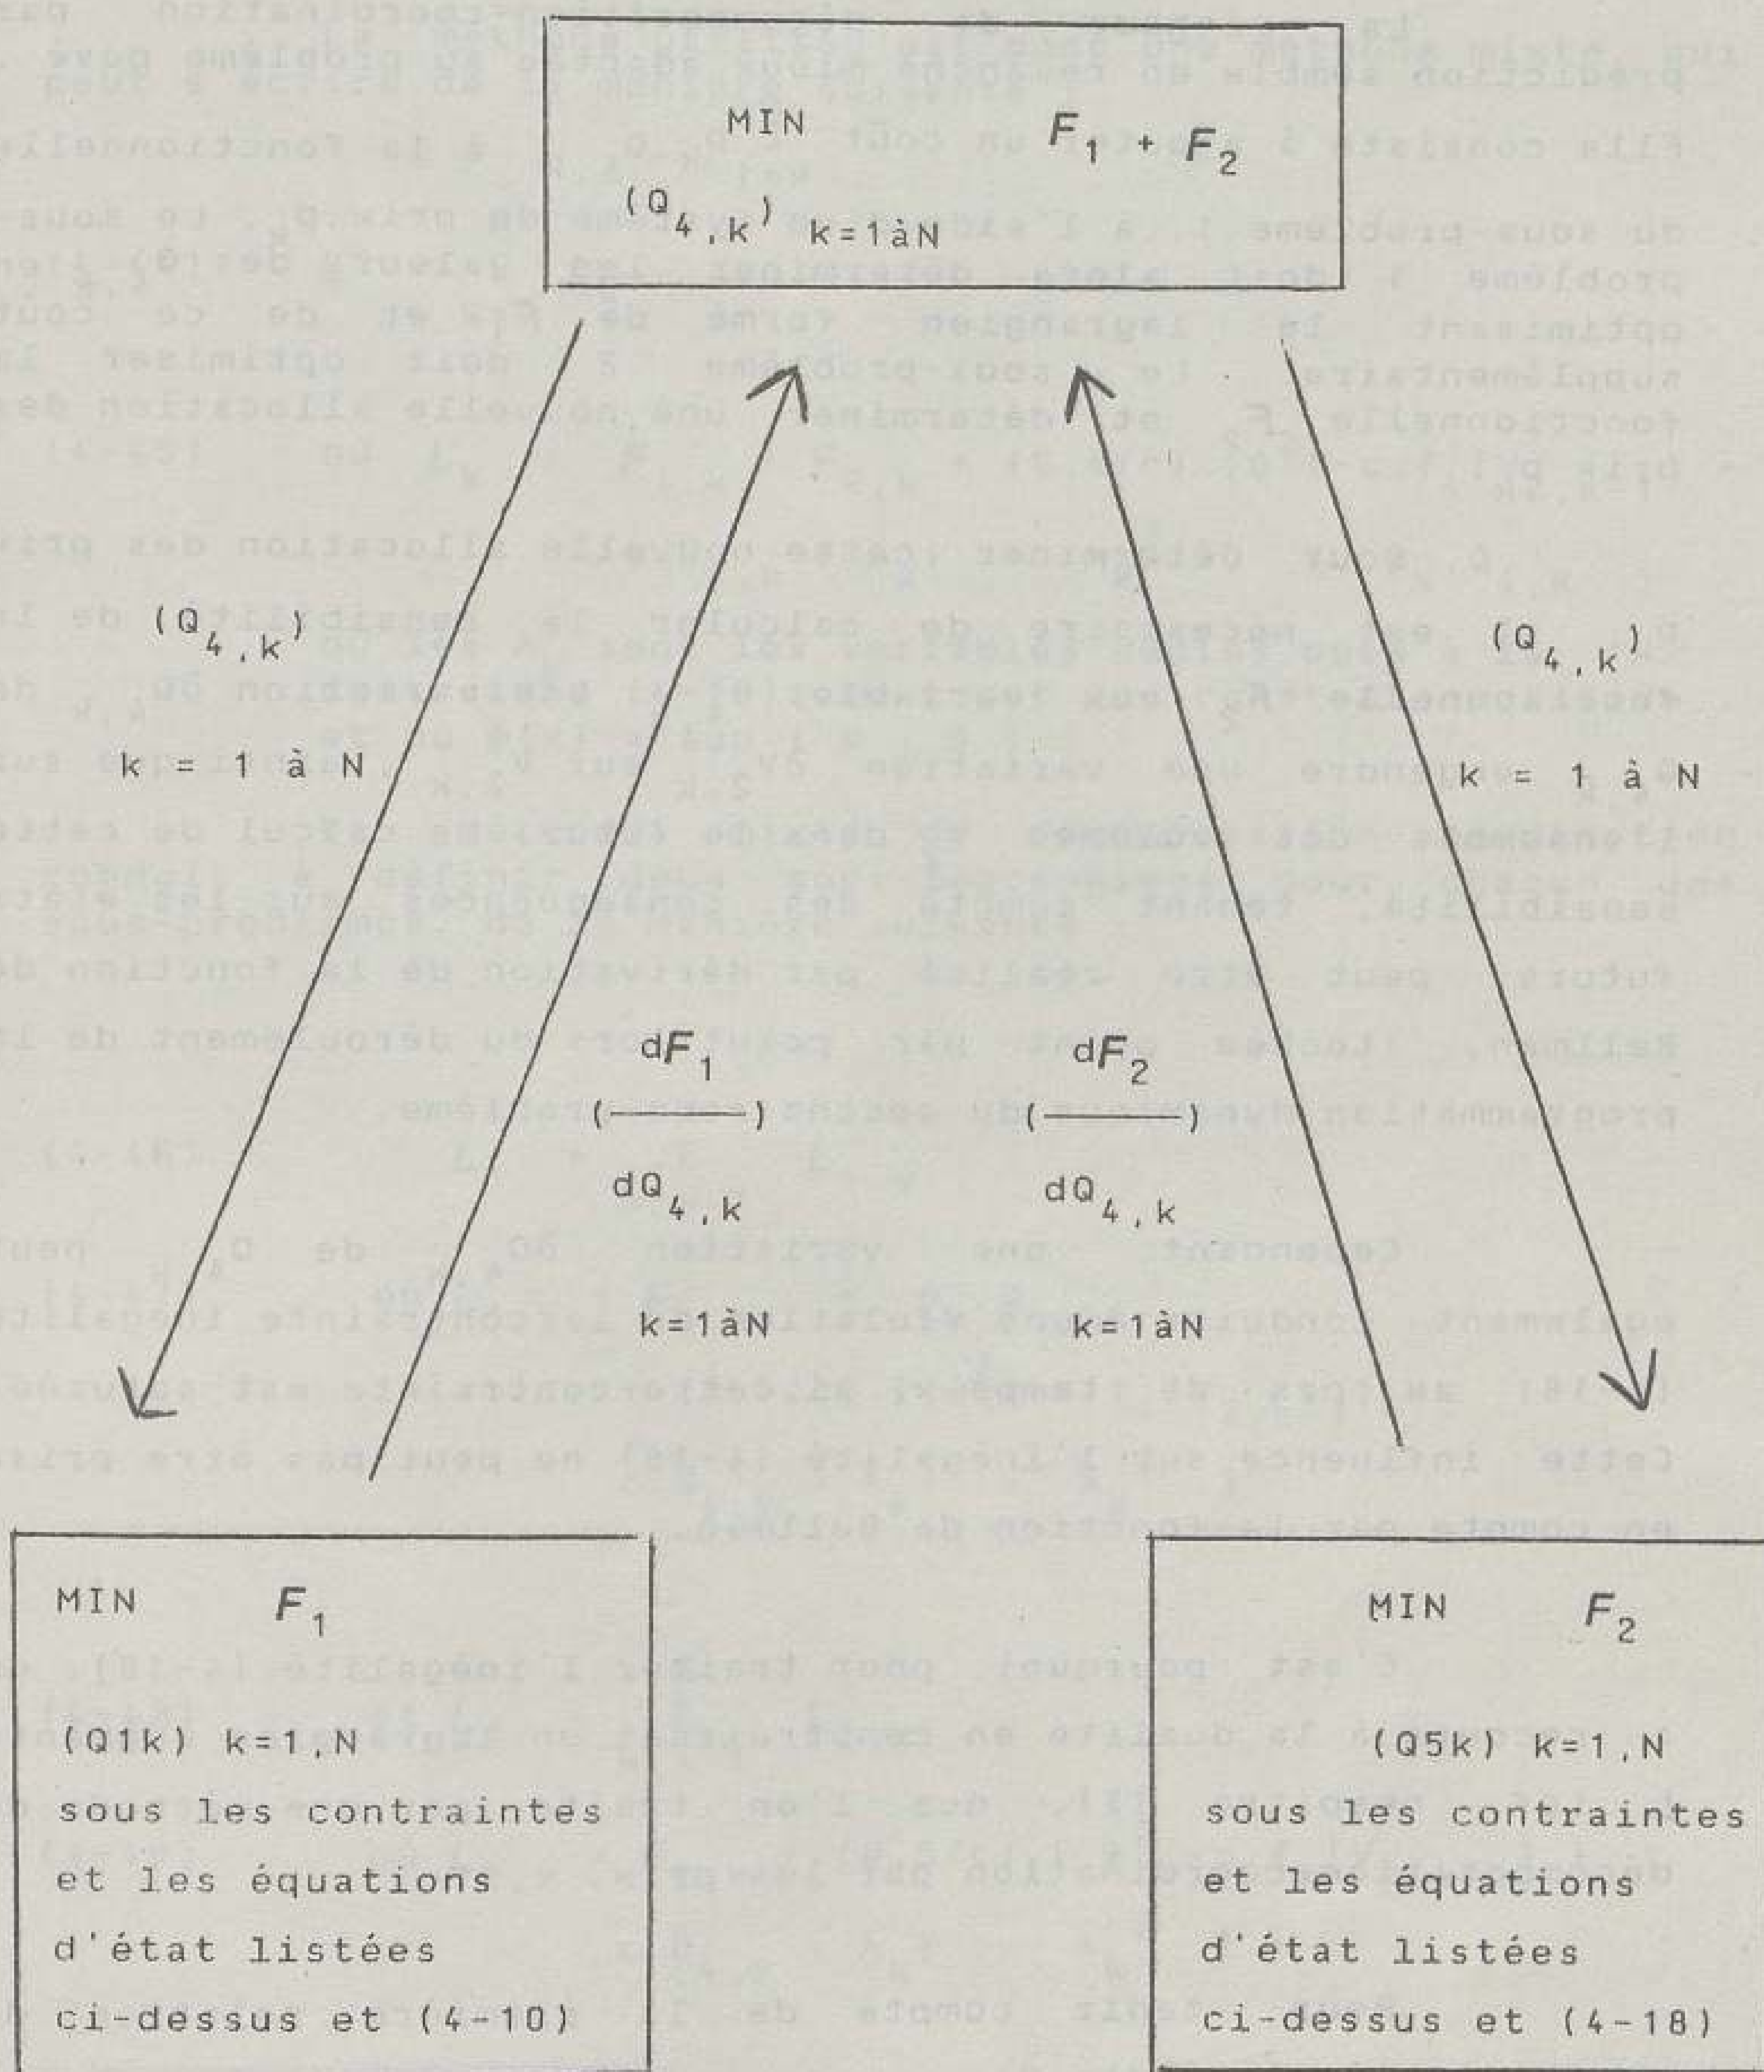 MIN F1 + F2
(Q4,k) k=1àN
(Q4,k)
k = 1 à N
(Q4,k)
k = 1 à N
dF1
(———)
dQ4,k
k=1àN
dF2
(———)
dQ4,k
k=1àN
MIN F1
(Q1k) k=1,N
sous les contraintes
et les équations
d'état listées
ci-dessus et (4-10)
MIN F2
(Q5k) k=1,N
sous les contraintes
et les équations
d'état listées
ci-dessus et (4-18)